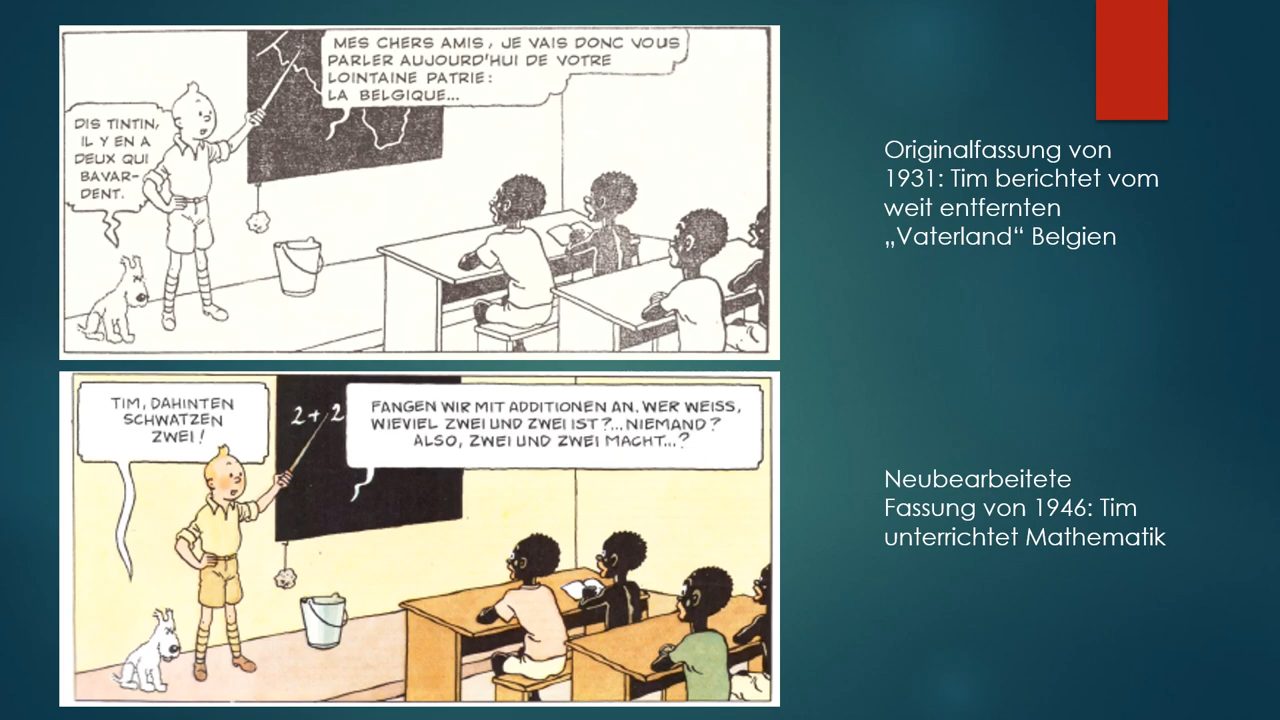 MES CHERS AMIS, JE VAIS DONC VOUS
PARLER AUJOURD'HUI DE VOTRE
LOINTAINE PATRIE:
LA BELGIQUE...
DIS TINTIN,
IL Y EN A
DEUX QUI
BAVAR-
DENT.
Originalfassung von
1931: Tim berichtet vom
weit entfernten
„Vaterland“ Belgien
TIM, DAHINTEN
SCHWATZEN
ZWEI!
2+2
FANGEN WIR MIT ADDITIONEN AN. WER WEISS,
WIEVIEL ZWEI UND ZWEI IST?...NIEMAND?
ALSO, ZWEI UND ZWEI MACHT...?
Neubearbeitete
Fassung von 1946: Tim
unterrichtet Mathematik